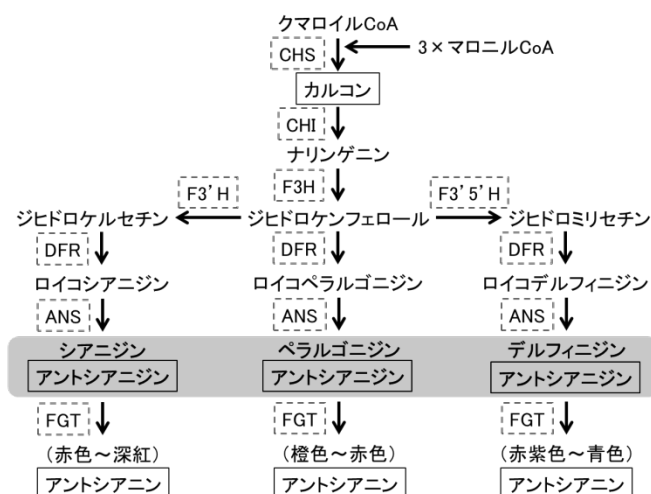 クマロイルCoA
CHS
3×マロニルCoA
カルコン
CHI
ナリンゲニン
F3'H
F3H
F3'5'H
ジヒドロケルセチン
ジヒドロケンフェロール
ジヒドロミリセチン
DFR
DFR
DFR
ロイコシアニジン
ロイコペラルゴニジン
ロイコデルフィニジン
ANS
ANS
ANS
シアニジン
ペラルゴニジン
デルフィニジン
アントシアニジン
アントシアニジン
アントシアニジン
FGT
FGT
FGT
(赤色~深紅)
(橙色~赤色)
(赤紫色~青色)
アントシアニン
アントシアニン
アントシアニン